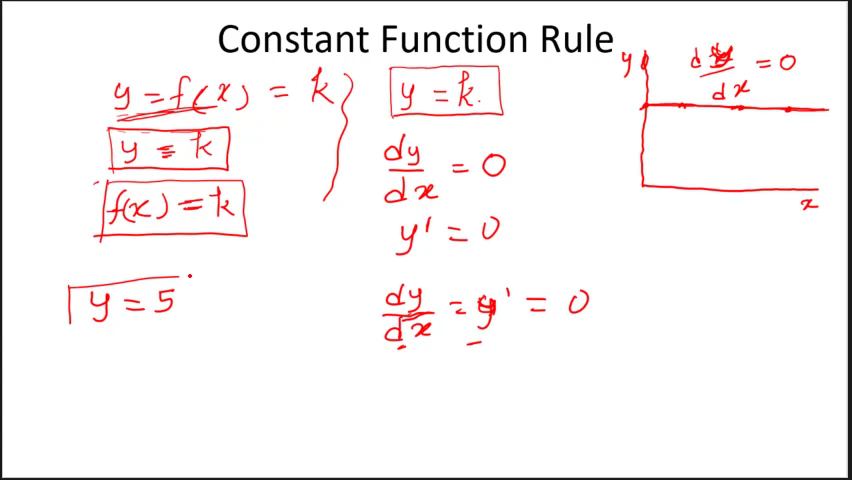 Constant Function Rule
y = f(x) = k
y = k
f(x) = k
y = 5
y = k.
dy/dx = 0
y' = 0
dy/dx = y' = 0
y
dy/dx = 0
x